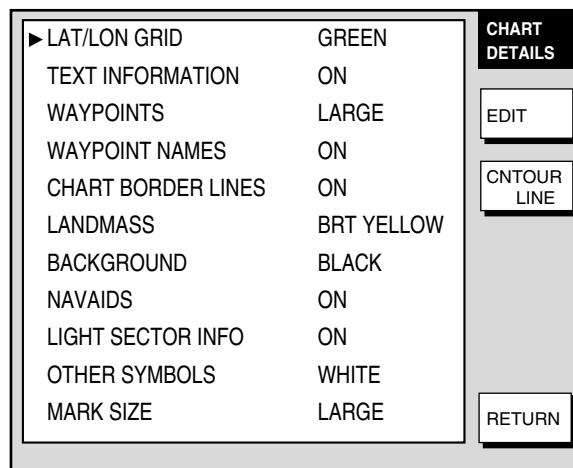 ▶LAT/LON GRID GREEN
TEXT INFORMATION ON
WAYPOINTS LARGE
WAYPOINT NAMES ON
CHART BORDER LINES ON
LANDMASS BRT YELLOW
BACKGROUND BLACK
NAVAIDS ON
LIGHT SECTOR INFO ON
OTHER SYMBOLS WHITE
MARK SIZE LARGE
CHART
DETAILS
EDIT
CNTOUR
LINE
RETURN